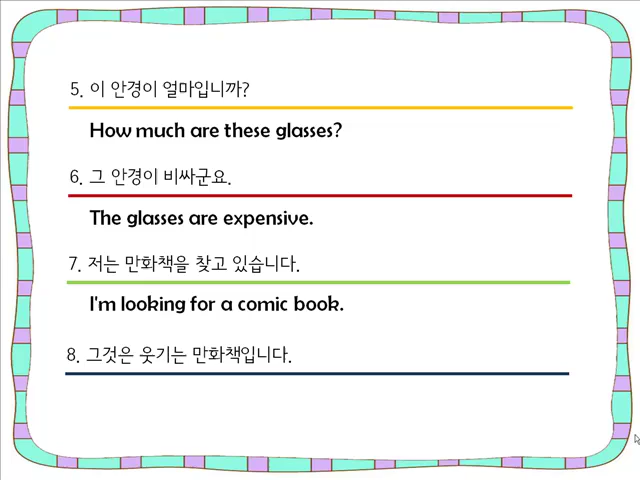 5. 이 안경이 얼마입니까?
How much are these glasses?
6. 그 안경이 비싸군요.
The glasses are expensive.
7. 저는 만화책을 찾고 있습니다.
I'm looking for a comic book.
8. 그것은 웃기는 만화책입니다.